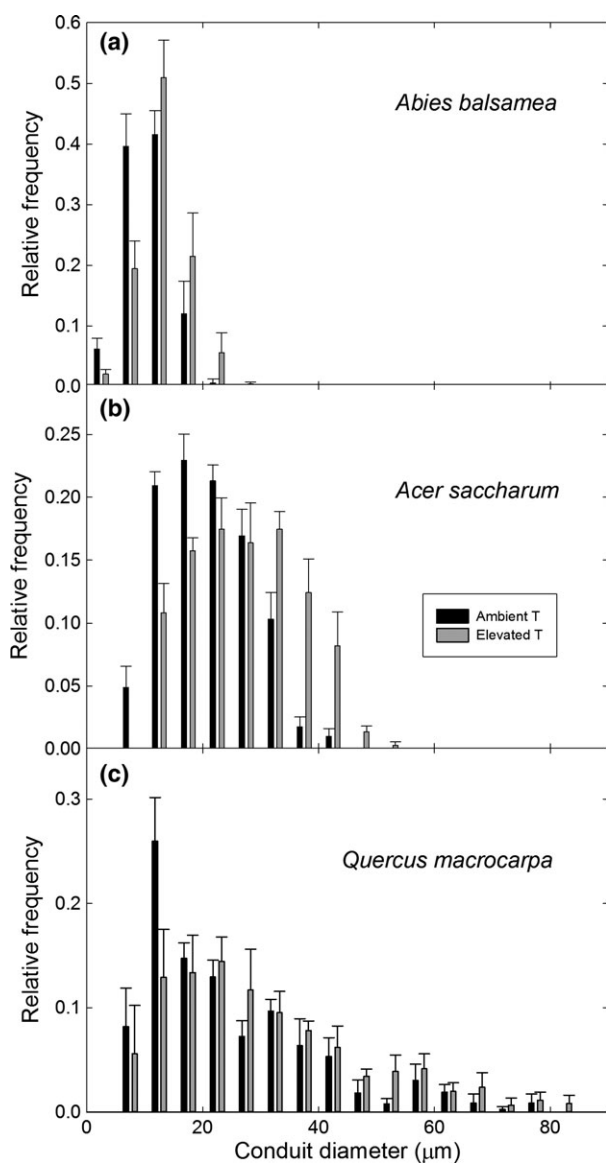 0.6
(a)
Abies balsamea
0.5
0.4
0.3
0.2
0.1
0.0
Relative frequency
(b)
0.25
Acer saccharum
0.20
0.15
0.10
0.05
0.00
Relative frequency
Ambient T
Elevated T
(c)
0.3
Quercus macrocarpa
0.2
0.1
0.0
Relative frequency
0 20 40 60 80
Conduit diameter (μm)